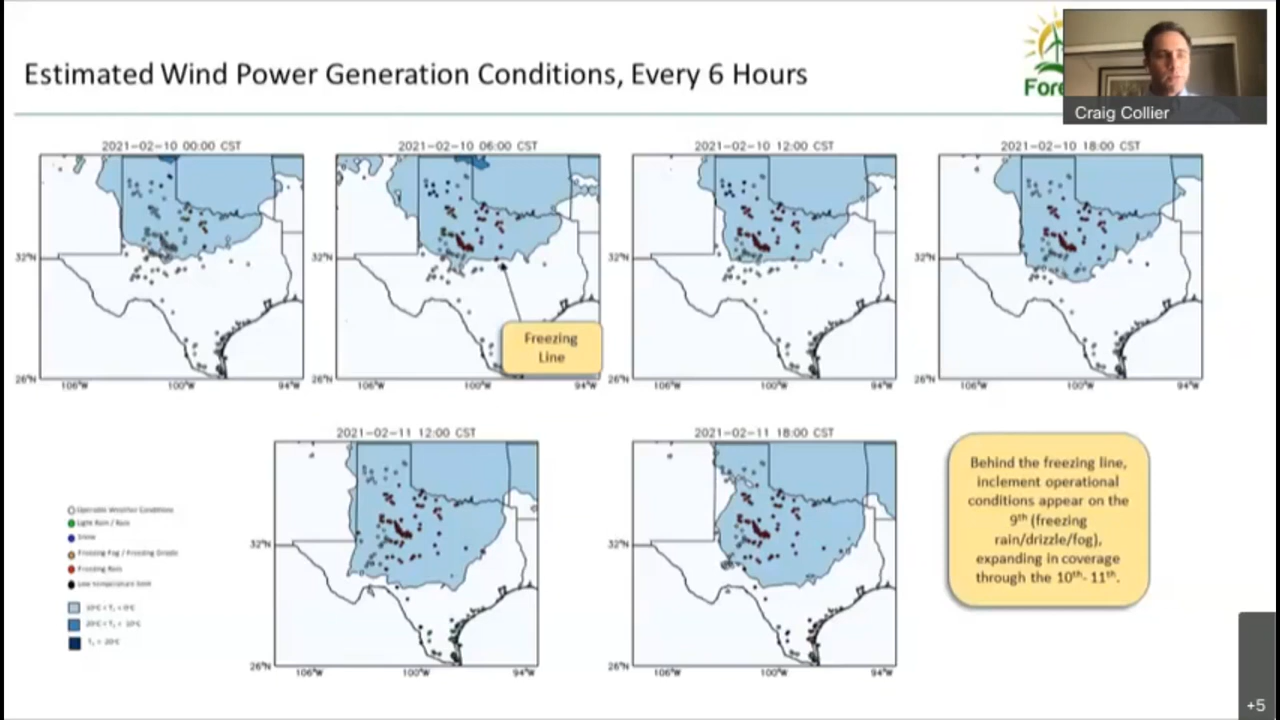 Estimated Wind Power Generation Conditions, Every 6 Hours
Fore
Craig Collier
2021-02-10 00:00 CST
2021-02-10 06:00 CST
2021-02-10 12:00 CST
2021-02-10 18:00 CST
32°N
32°N
32°N
32°N
Freezing
Line
26°N
26°N
26°N
26°N
106°W
100°W
94°W
106°W
100°W
94°W
106°W
100°W
94°W
106°W
100°W
94°W
2021-02-11 12:00 CST
2021-02-11 18:00 CST
32°N
32°N
26°N
26°N
106°W
100°W
94°W
106°W
100°W
94°W
Operable Weather Conditions
Light Rain / Rain
Snow
Freezing Fog / Freezing Drizzle
Freezing Rain
Low temperature limit
Behind the freezing line,
inclement operational
conditions appear on the
9th (freezing
rain/drizzle/fog),
expanding in coverage
through the 10th- 11th.
+5